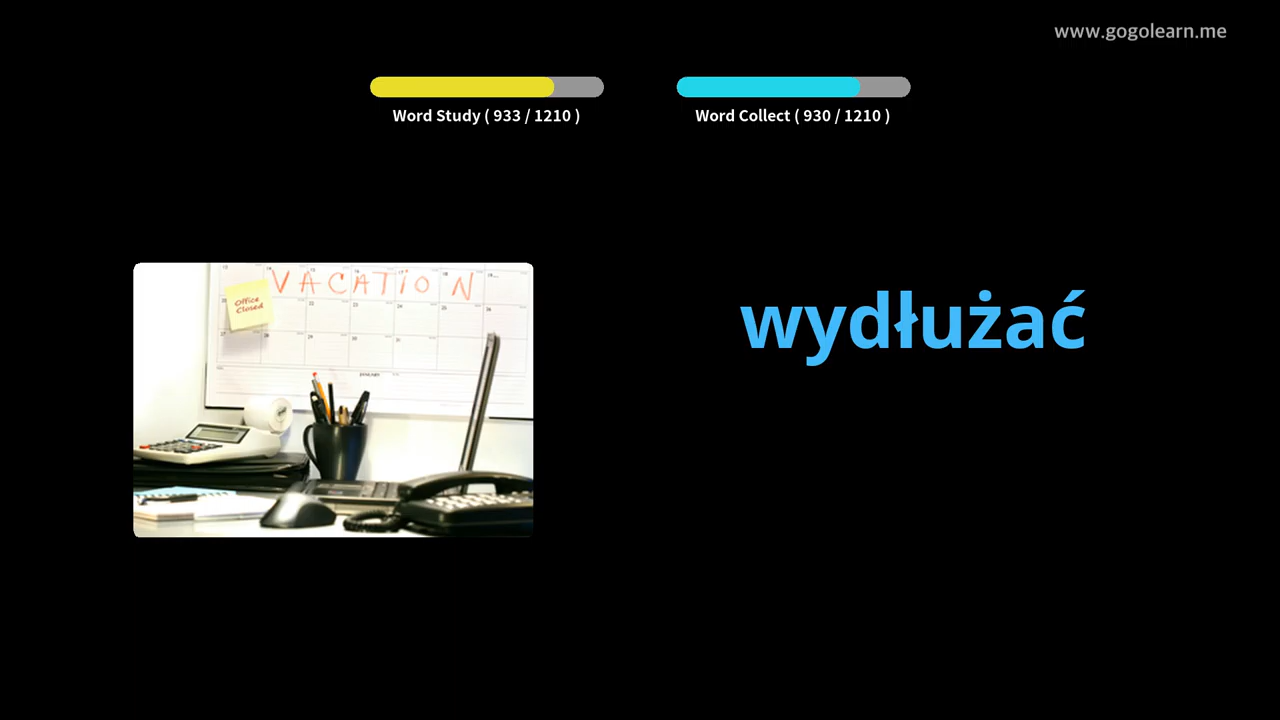 www.gogolearn.me
Word Study ( 933 / 1210 )
Word Collect ( 930 / 1210 )
wydłużać
VACATION
Office
Closed